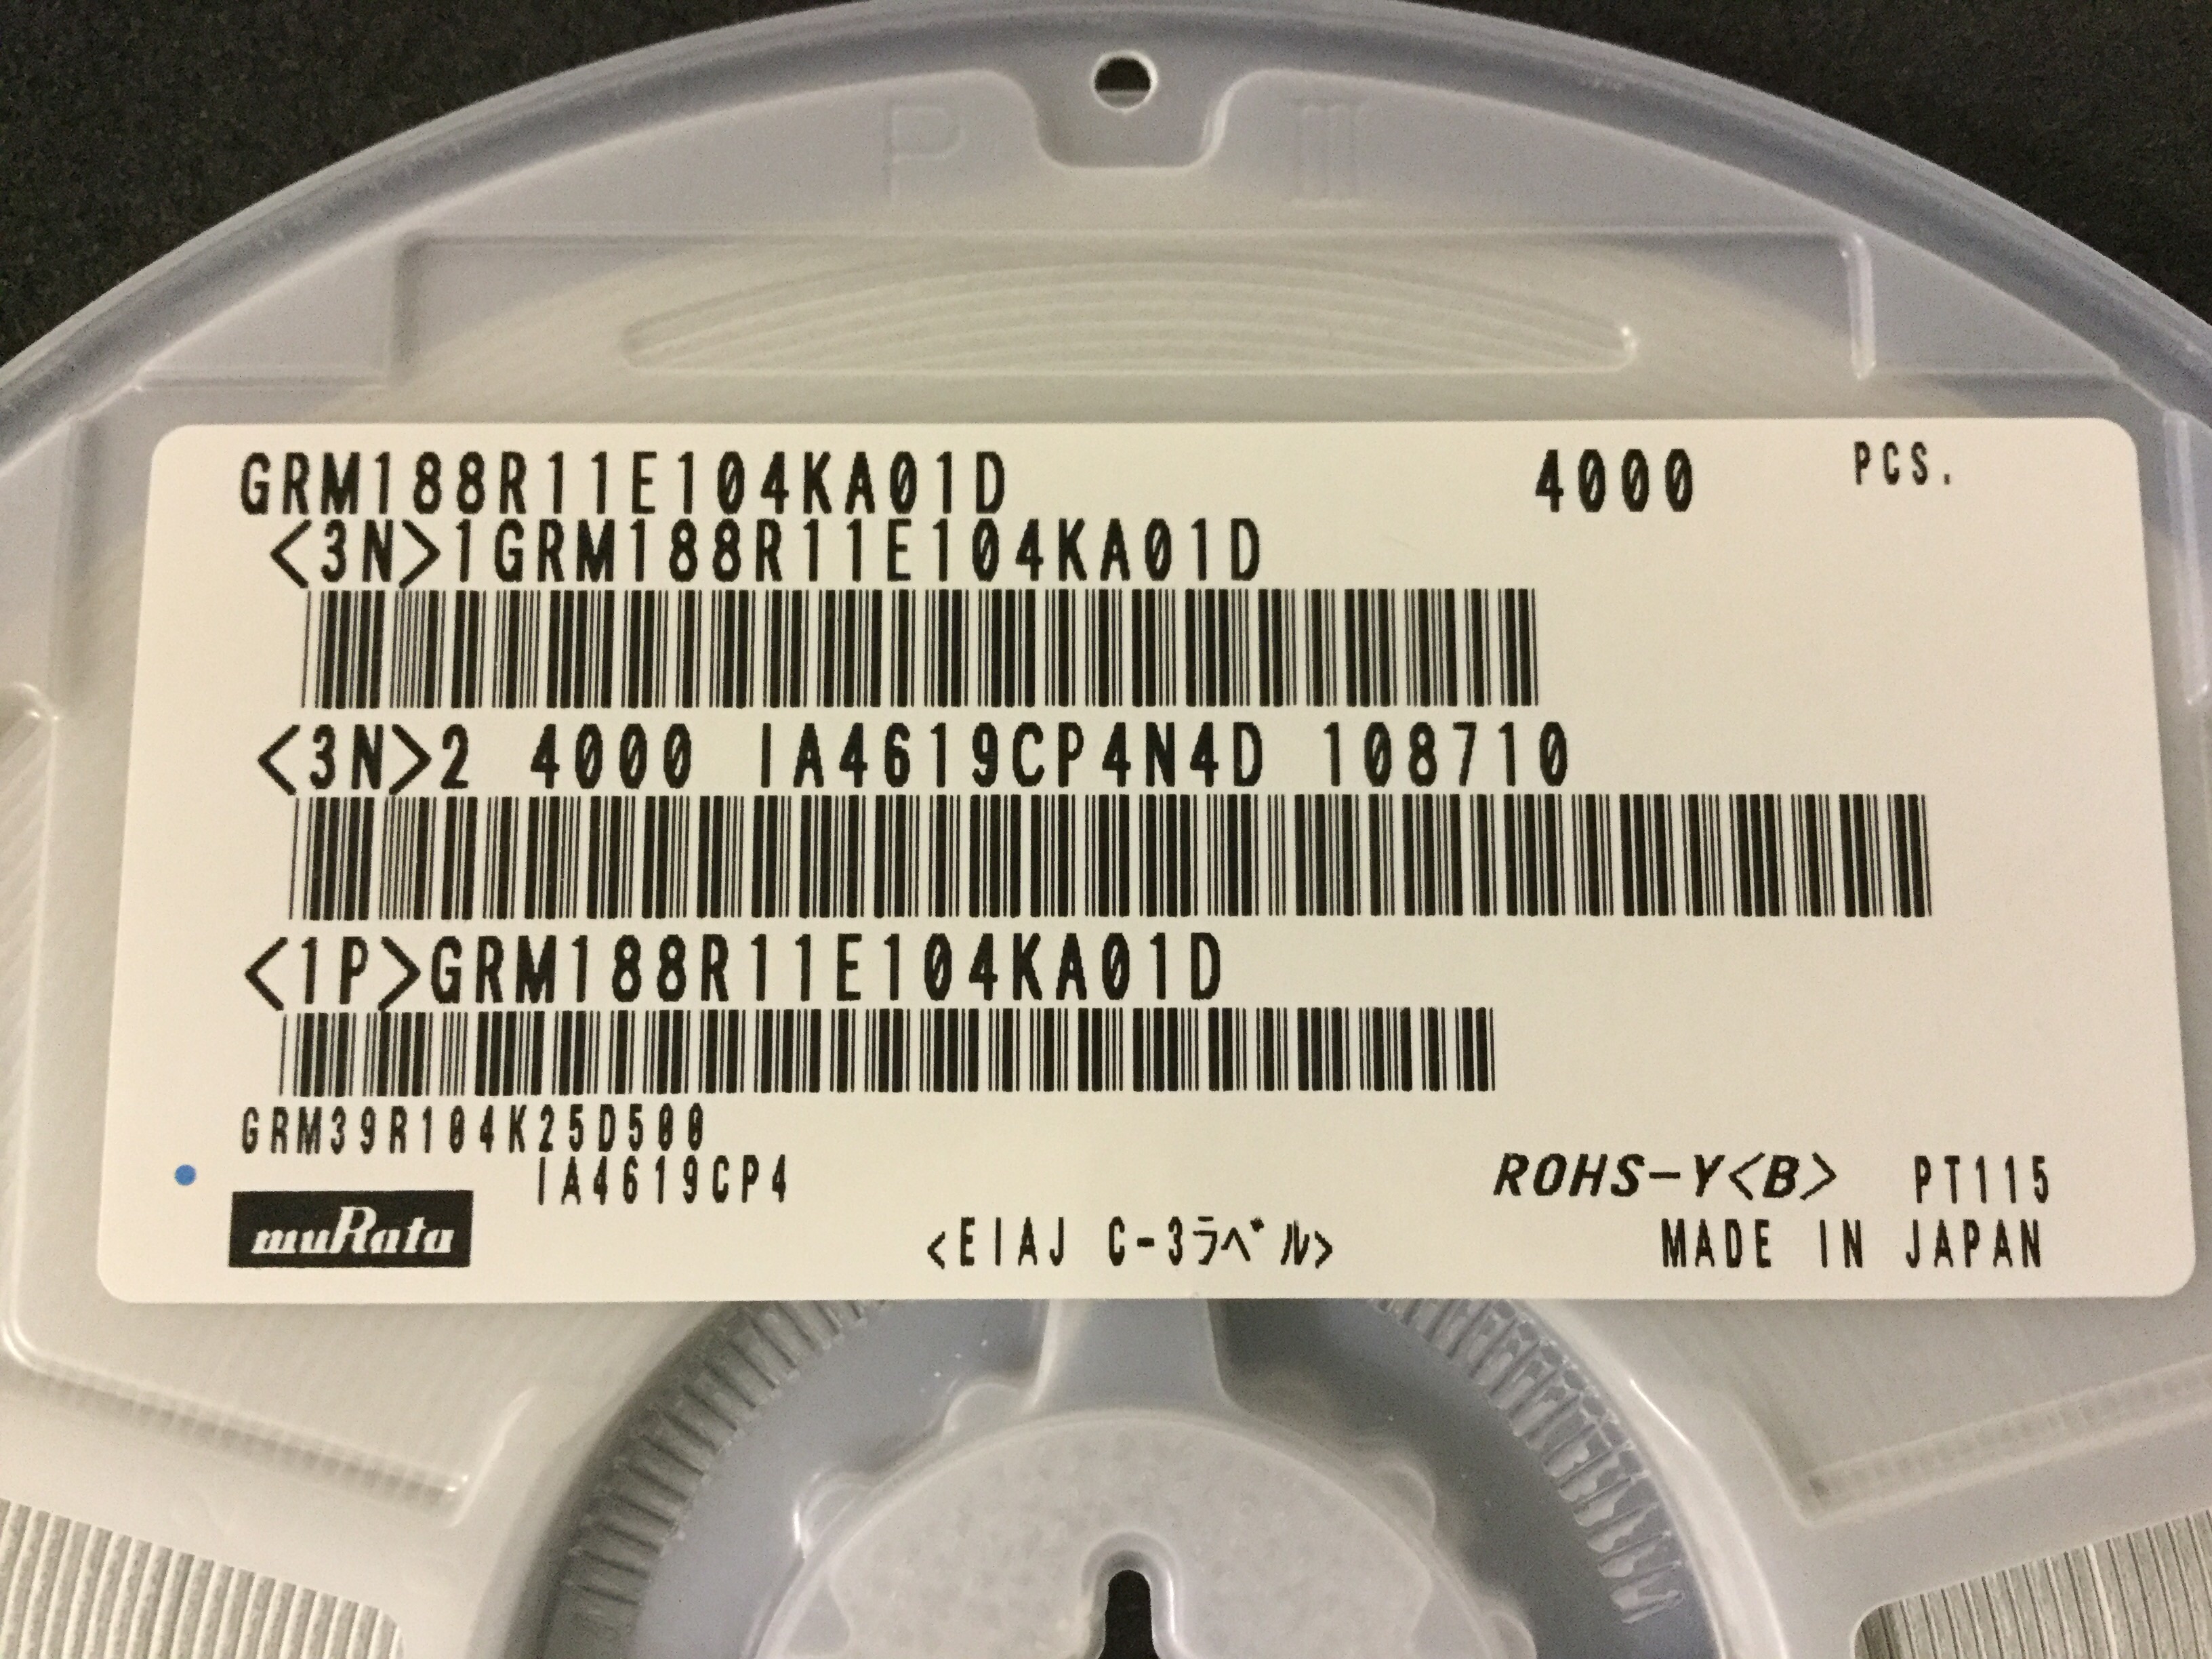 P III
GRM188R11E104KA01D 4000 PCS.
<3N>1GRM188R11E104KA01D
<3N>2 4000 IA4619CP4N4D 108710
<1P>GRM188R11E104KA01D
GRM39R104K25D500
IA4619CP4
ROHS-Y<B> PT115
muRata
<EIAJ C-3ラベル>
MADE IN JAPAN